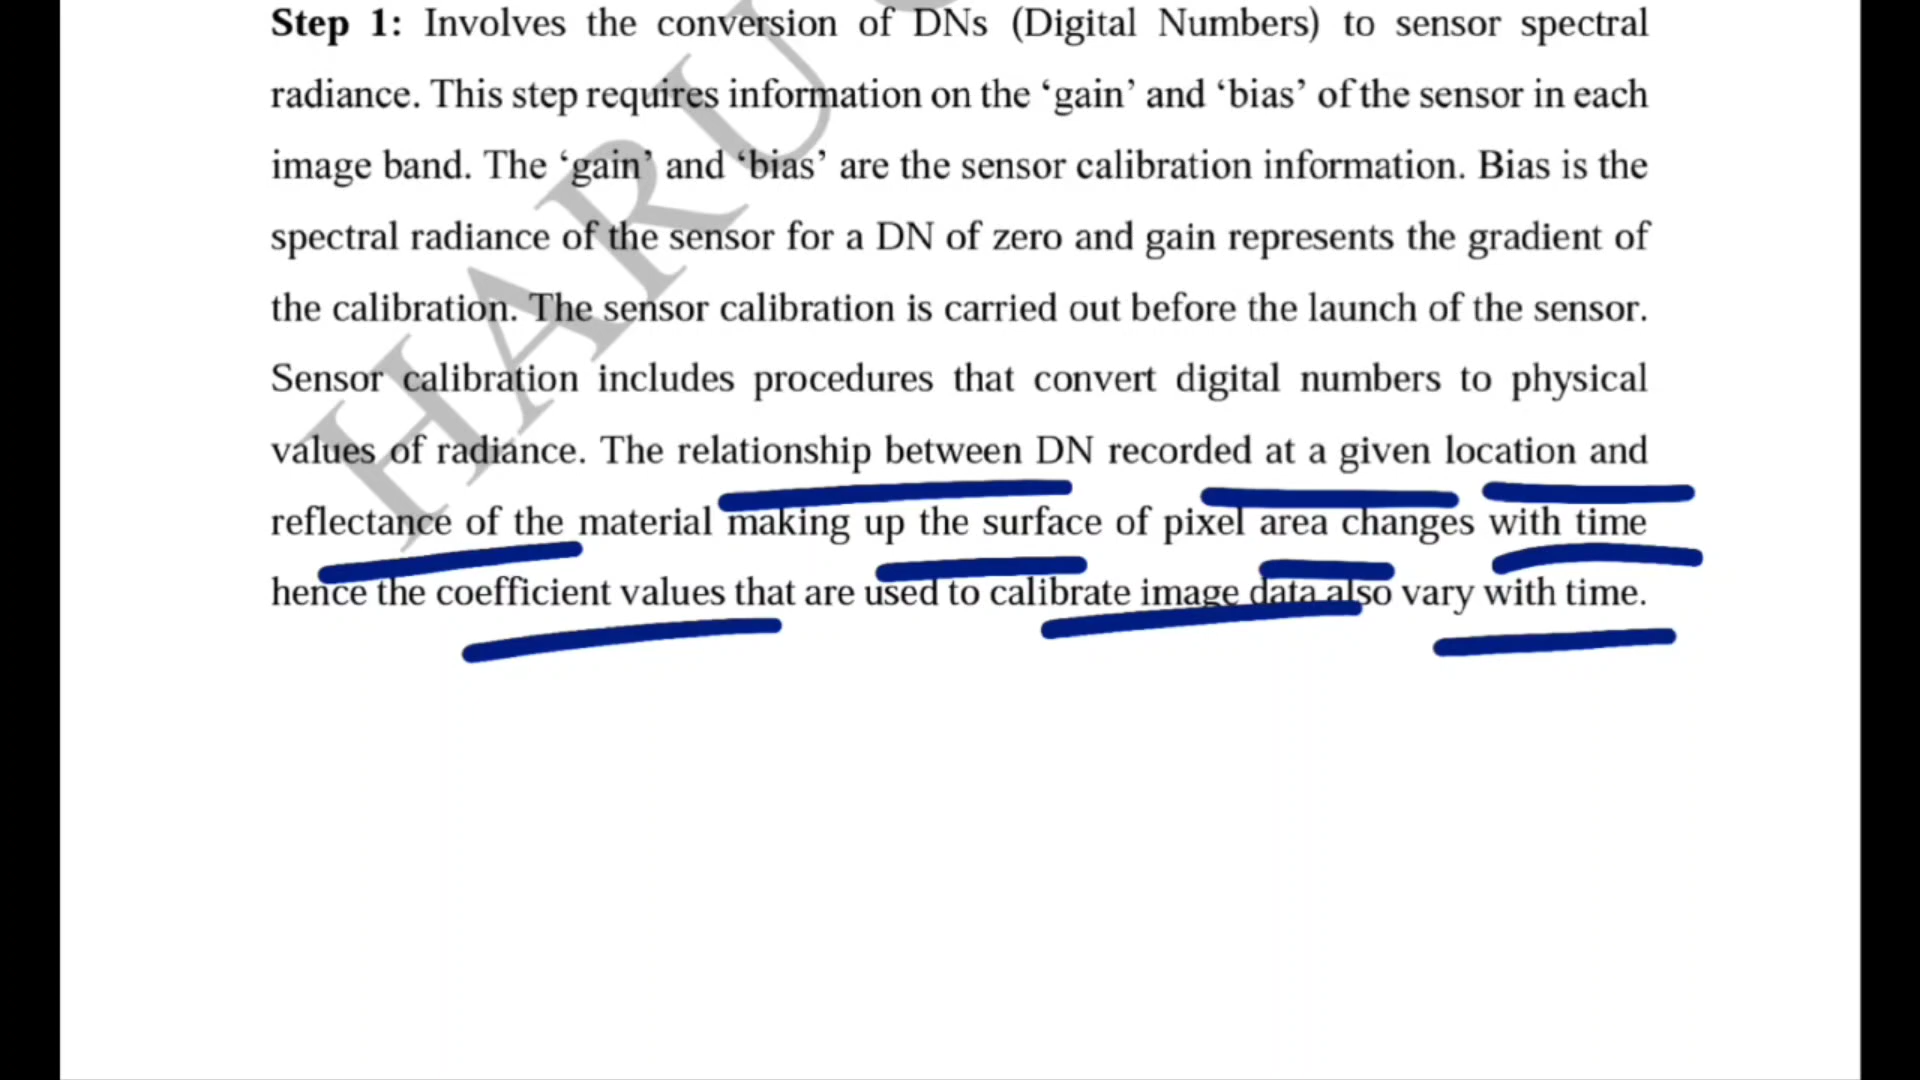 Step 1: Involves the conversion of DNs (Digital Numbers) to sensor spectral
radiance. This step requires information on the ‘gain’ and ‘bias’ of the sensor in each
image band. The ‘gain’ and ‘bias’ are the sensor calibration information. Bias is the
spectral radiance of the sensor for a DN of zero and gain represents the gradient of
the calibration. The sensor calibration is carried out before the launch of the sensor.
Sensor calibration includes procedures that convert digital numbers to physical
values of radiance. The relationship between DN recorded at a given location and
reflectance of the material making up the surface of pixel area changes with time
hence the coefficient values that are used to calibrate image data also vary with time.
HARU